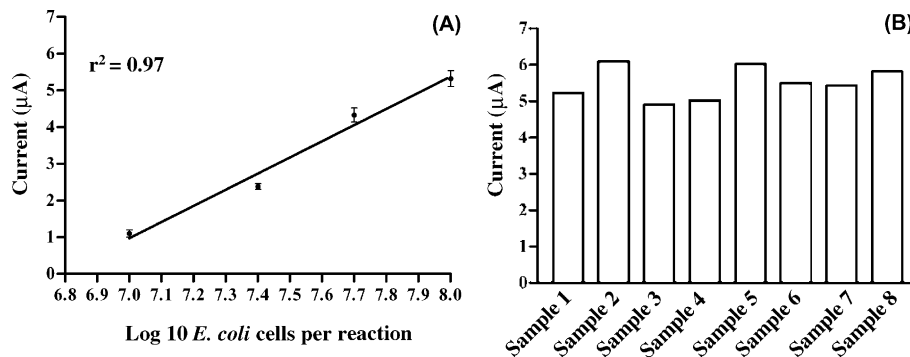 (A)
r² = 0.97
Current (µA)
7
6
5
4
3
2
1
0
6.8 6.9 7.0 7.1 7.2 7.3 7.4 7.5 7.6 7.7 7.8 7.9 8.0
Log 10 E. coli cells per reaction
(B)
Current (µA)
7
6
5
4
3
2
1
0
Sample 1
Sample 2
Sample 3
Sample 4
Sample 5
Sample 6
Sample 7
Sample 8